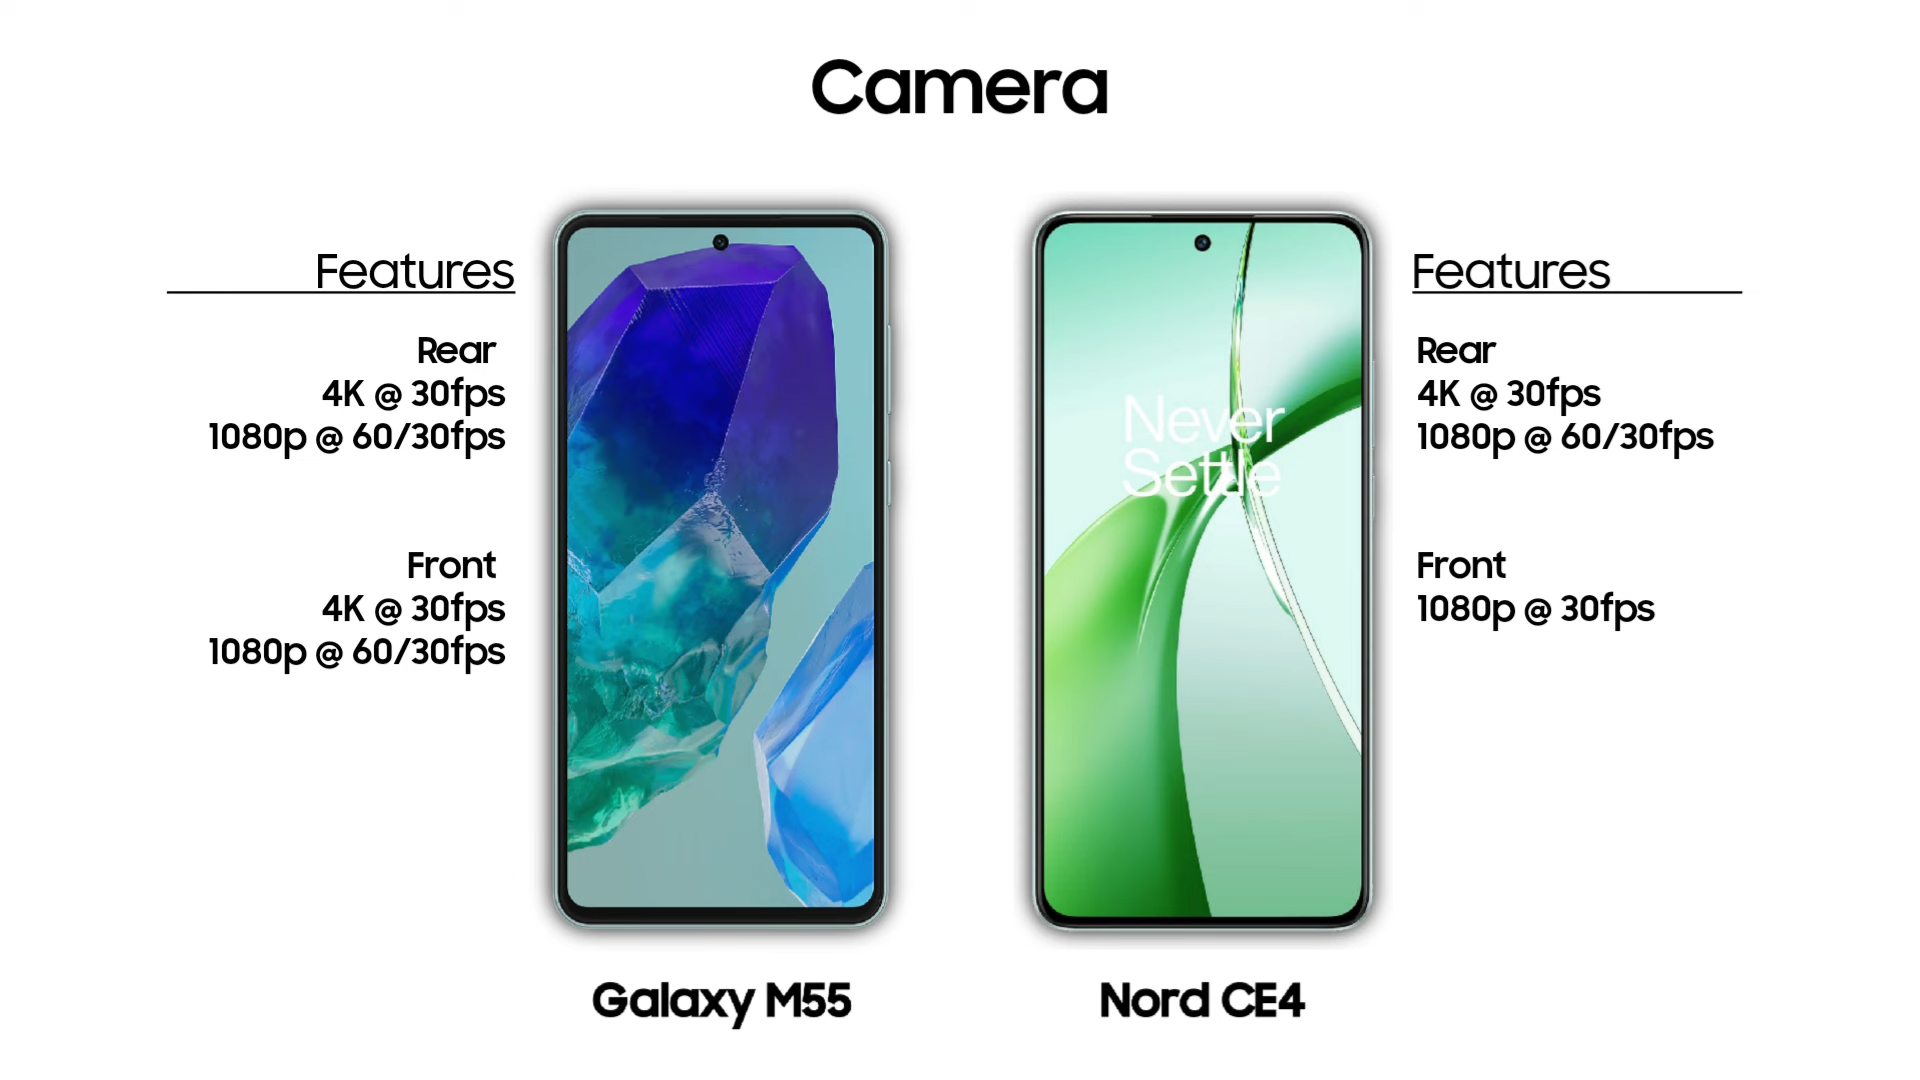 Camera
Features
Rear
4K @ 30fps
1080p @ 60/30fps
Front
4K @ 30fps
1080p @ 60/30fps
Never
Settle
Features
Rear
4K @ 30fps
1080p @ 60/30fps
Front
1080p @ 30fps
Galaxy M55
Nord CE4